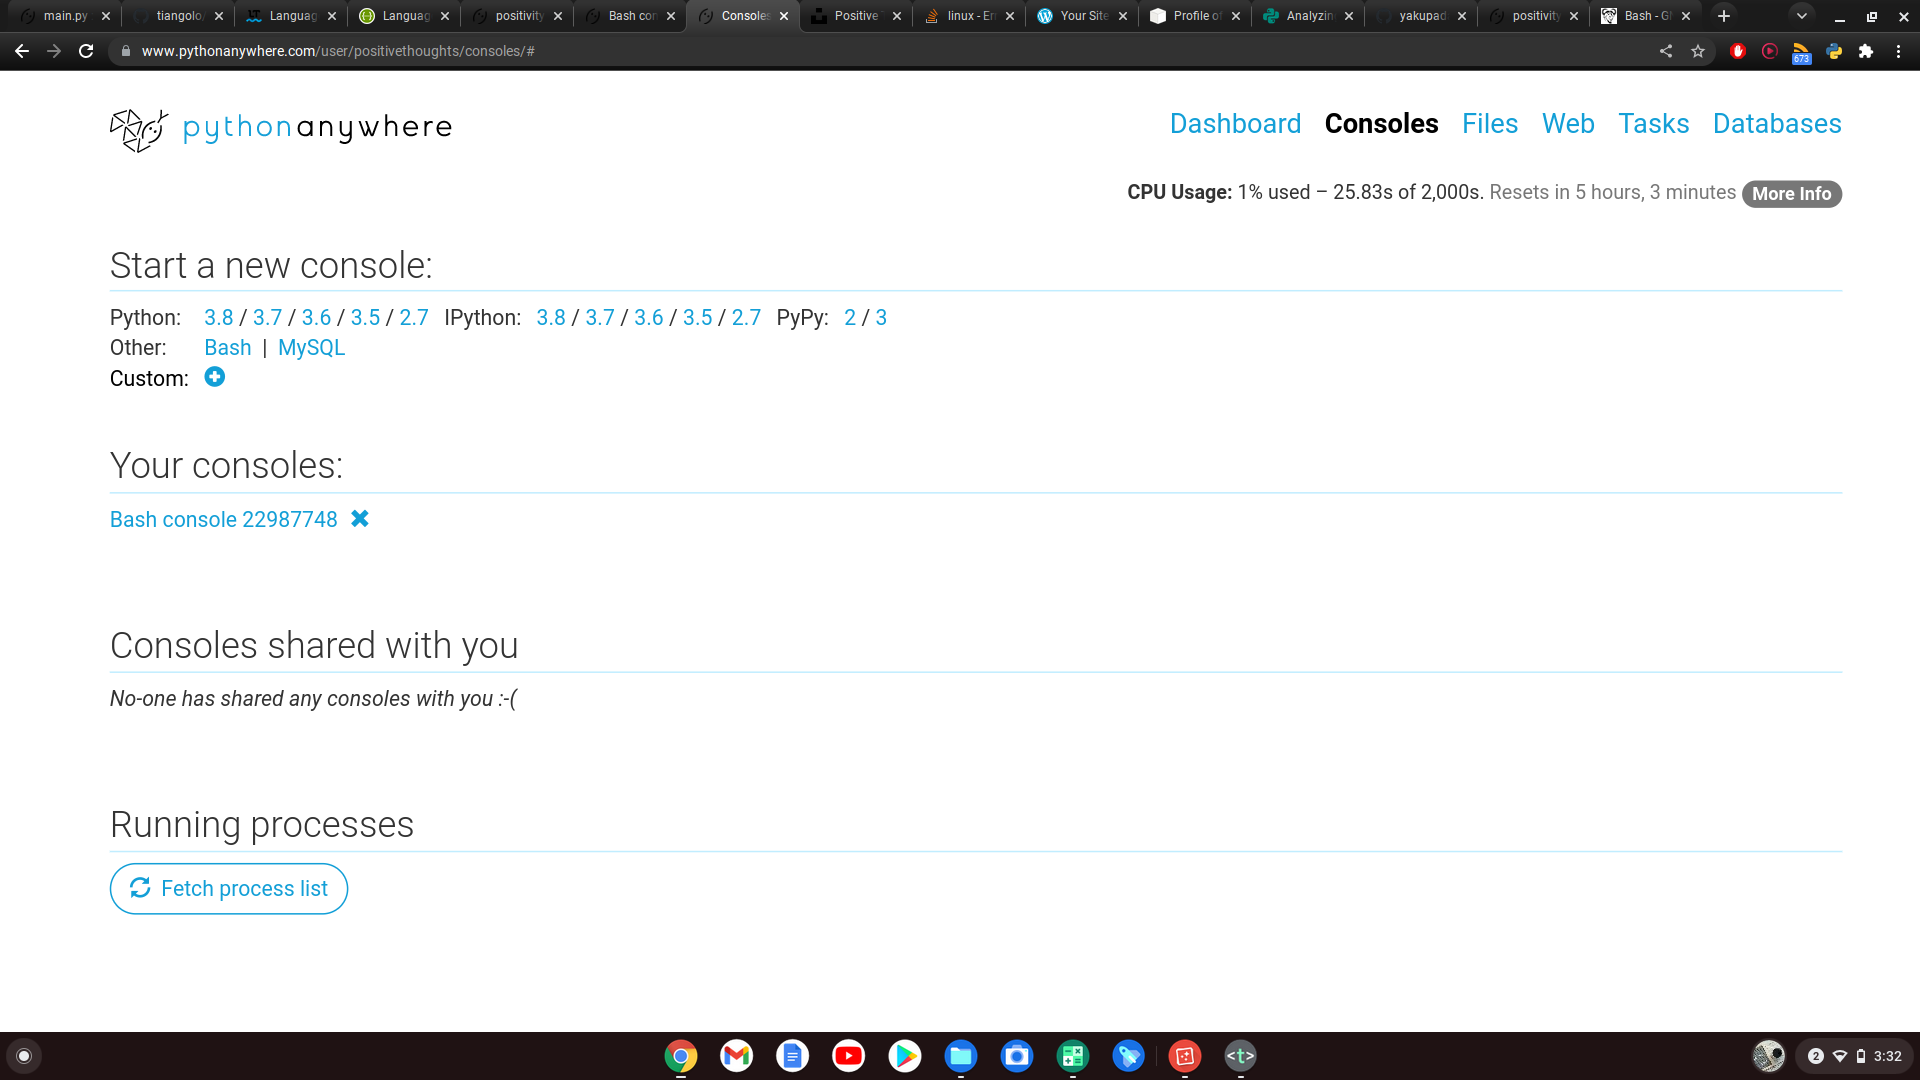 main.py tiangolo Languag Languag positivity Bash con Consoles Positive linux - Er Your Site Profile of Analyzin yakupad positivity Bash - G
www.pythonanywhere.com/user/positivethoughts/consoles/#
673
pythonanywhere
Dashboard Consoles Files Web Tasks Databases
CPU Usage: 1% used – 25.83s of 2,000s. Resets in 5 hours, 3 minutes More Info
Start a new console:
Python: 3.8 / 3.7 / 3.6 / 3.5 / 2.7 IPython: 3.8 / 3.7 / 3.6 / 3.5 / 2.7 PyPy: 2 / 3
Other: Bash | MySQL
Custom:
Your consoles:
Bash console 22987748
Consoles shared with you
No-one has shared any consoles with you :-(
Running processes
Fetch process list
<t>
2 3:32